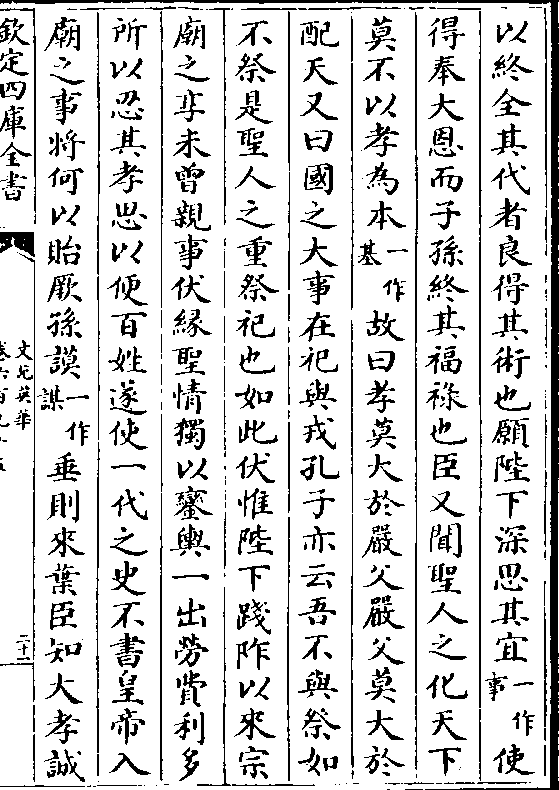 以終全其代者良得其術也願陛下深思其宜一作事使
得奉大恩而子孫終其福祿也臣又聞聖人之化天下
莫不以孝為本一作基故曰孝莫大於嚴父嚴父莫大於
配天又曰國之大事在祀與戎孔子亦云吾不與祭如
不祭是聖人之重祭祀也如此伏惟陛下踐阼以來宗
廟之享未曾親事伏緣聖情獨以鑾輿一出勞費利多
所以忍其孝思以便百姓遂使一代之史不書皇帝入
廟之事將何以貽厥孫謨一作謀垂則來葉臣知大孝誠
欽定四庫全書
文苑英華
卷六百九十五
二十一